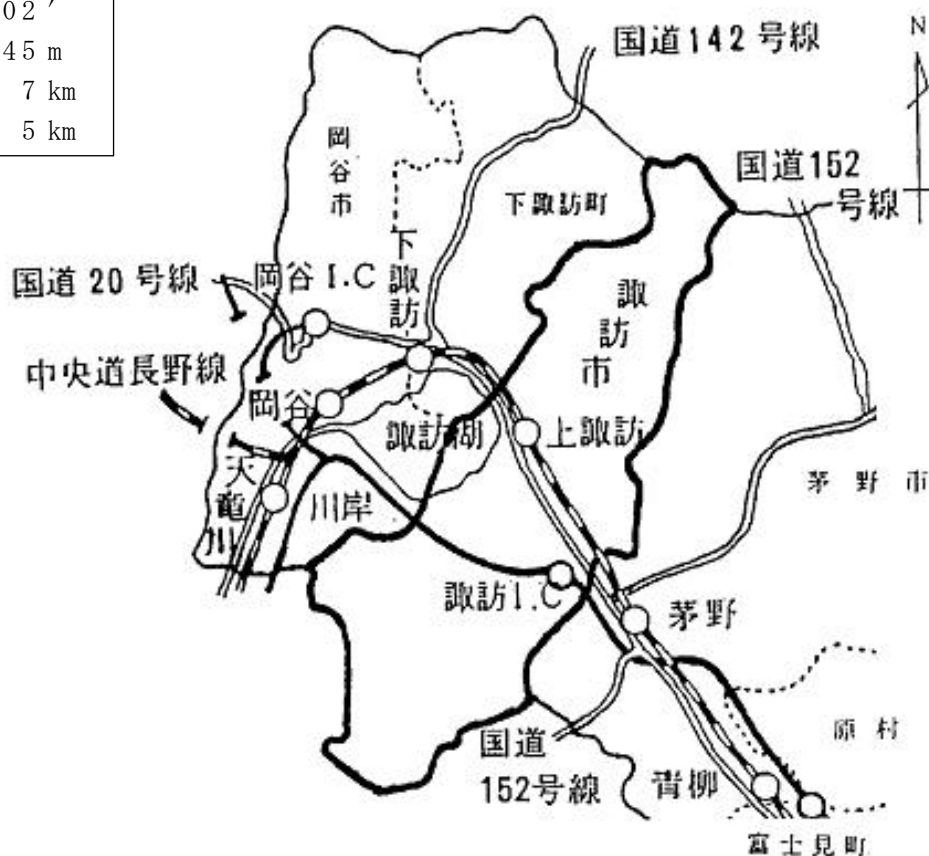 02′
45 m
7 km
5 km
国道142号線
N
岡谷市
国道152
号線
下諏訪町
下諏訪
国道20号線
岡谷I.C
諏訪市
中央道長野線
岡谷
諏訪湖
上諏訪
茅野市
天竜川
川岸
諏訪I.C
茅野
原村
国道
152号線
青柳
富士見町